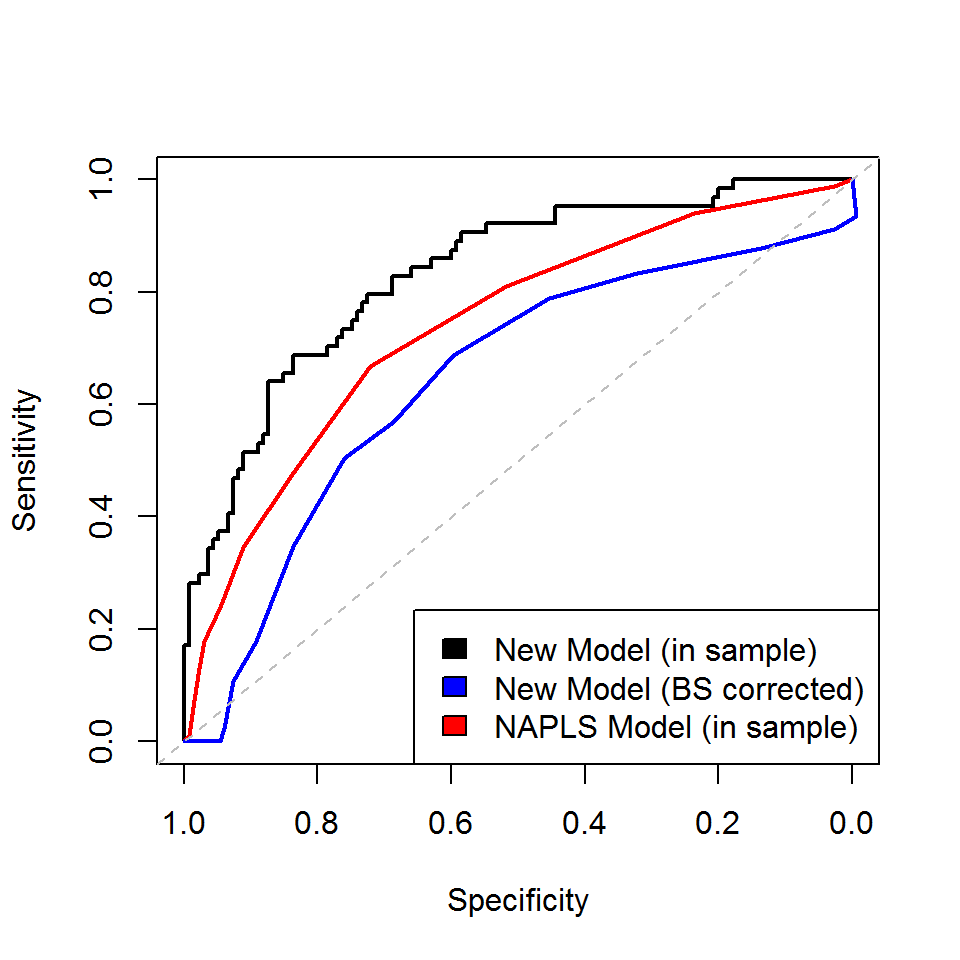 Sensitivity
1.0
0.8
0.6
0.4
0.2
0.0
New Model (in sample)
New Model (BS corrected)
NAPLS Model (in sample)
1.0 0.8 0.6 0.4 0.2 0.0
Specificity